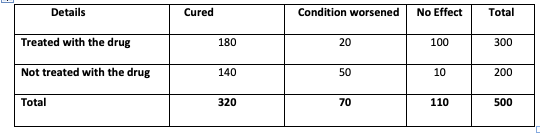 Details Cured Condition worsened No Effect Total
Treated with the drug 180 20 100 300
Not treated with the drug 140 50 10 200
Total 320 70 110 500